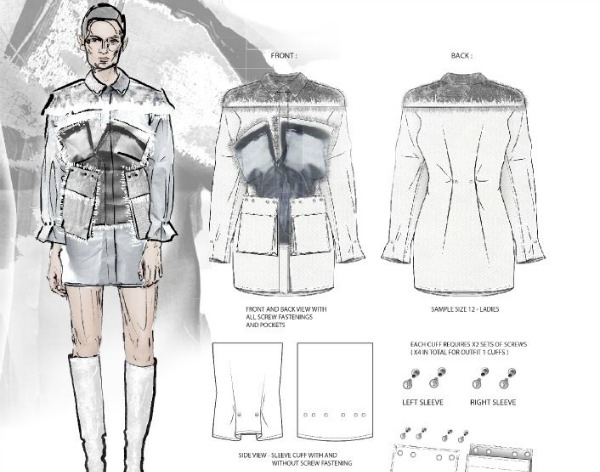 FRONT :
BACK :
FRONT AND BACK VIEW WITH
ALL SCREW FASTENINGS
AND POCKETS
SAMPLE SIZE 12 - LADIES
EACH CUFF REQUIRES X2 SETS OF SCREWS
( X4 IN TOTAL FOR OUTFIT 1 CUFFS )
LEFT SLEEVE
RIGHT SLEEVE
SIDE VIEW - SLEEVE CUFF WITH AND
WITHOUT SCREW FASTENING